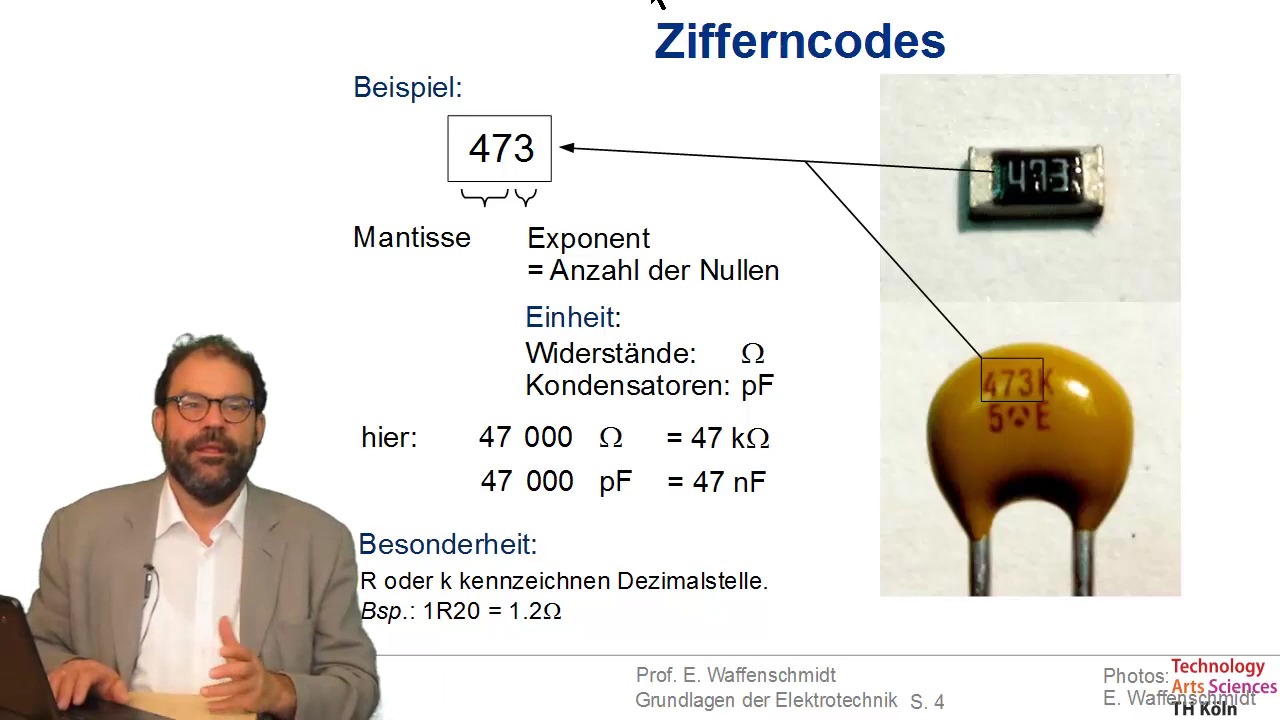 Zifferncodes
Beispiel:
473
Mantisse
Exponent
= Anzahl der Nullen
Einheit:
Widerstände: Ω
Kondensatoren: pF
hier: 47 000 Ω = 47 kΩ
47 000 pF = 47 nF
Besonderheit:
R oder k kennzeichnen Dezimalstelle.
Bsp.: 1R20 = 1.2Ω
473
473K
5 E
Prof. E. Waffenschmidt
Grundlagen der Elektrotechnik S. 4
Photos:
E. Waffenschmidt
Technology
Arts Sciences
TH Köln